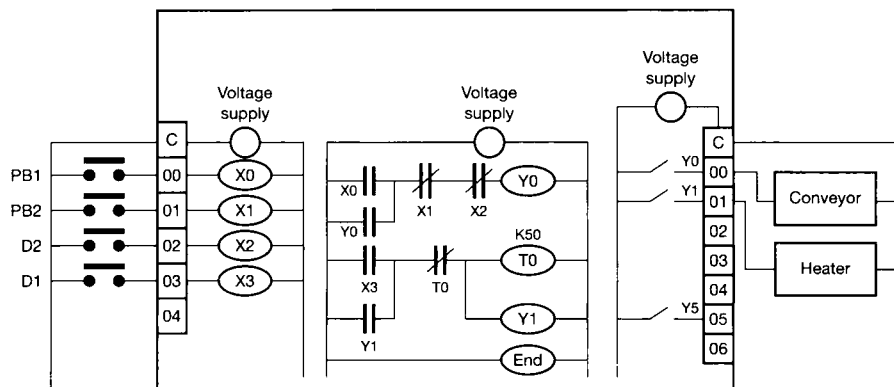 Voltage
supply
Voltage
supply
Voltage
supply
C
C
PB1
00
X0
X0
X1
X2
Y0
Y0
00
Conveyor
PB2
01
X1
Y0
Y1
01
D2
02
X2
K50
02
D1
03
X3
X3
T0
T0
03
Heater
04
Y1
Y1
04
Y5
05
End
06